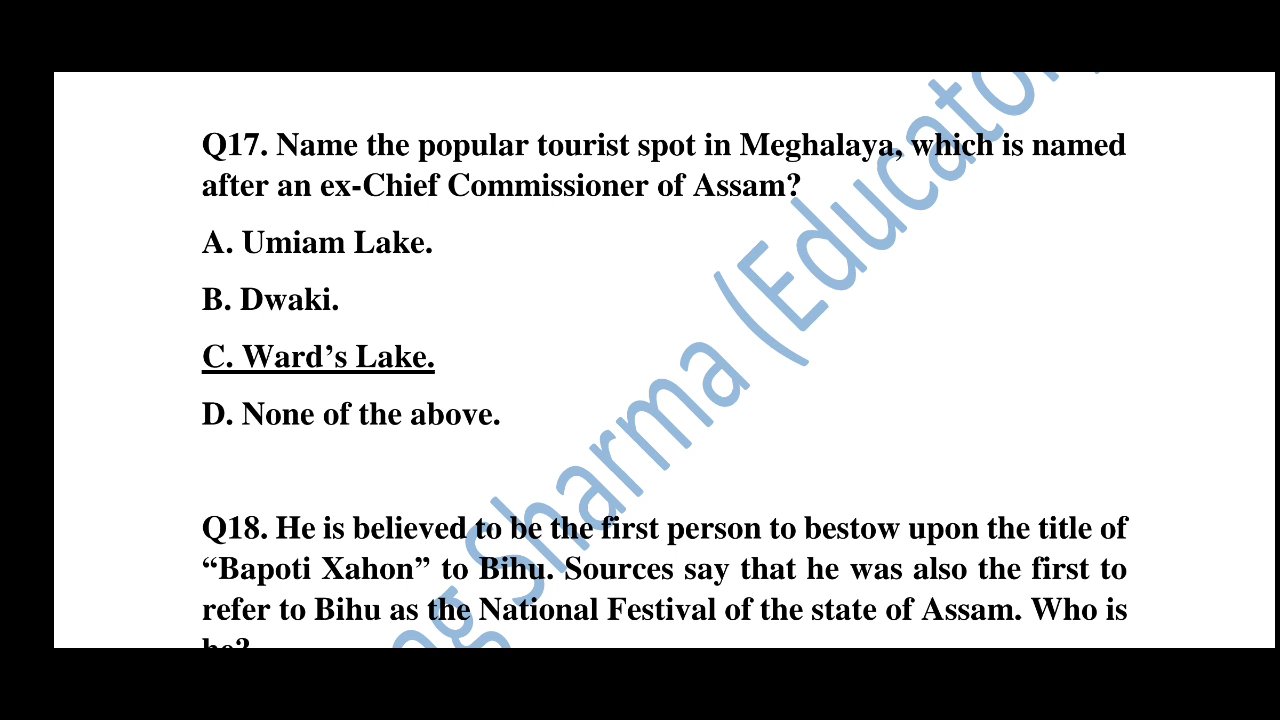 Q17. Name the popular tourist spot in Meghalaya, which is named
after an ex-Chief Commissioner of Assam?
A. Umiam Lake.
B. Dwaki.
C. Ward’s Lake.
D. None of the above.
Q18. He is believed to be the first person to bestow upon the title of
“Bapoti Xahon” to Bihu. Sources say that he was also the first to
refer to Bihu as the National Festival of the state of Assam. Who is
he?
Sharma (Educator